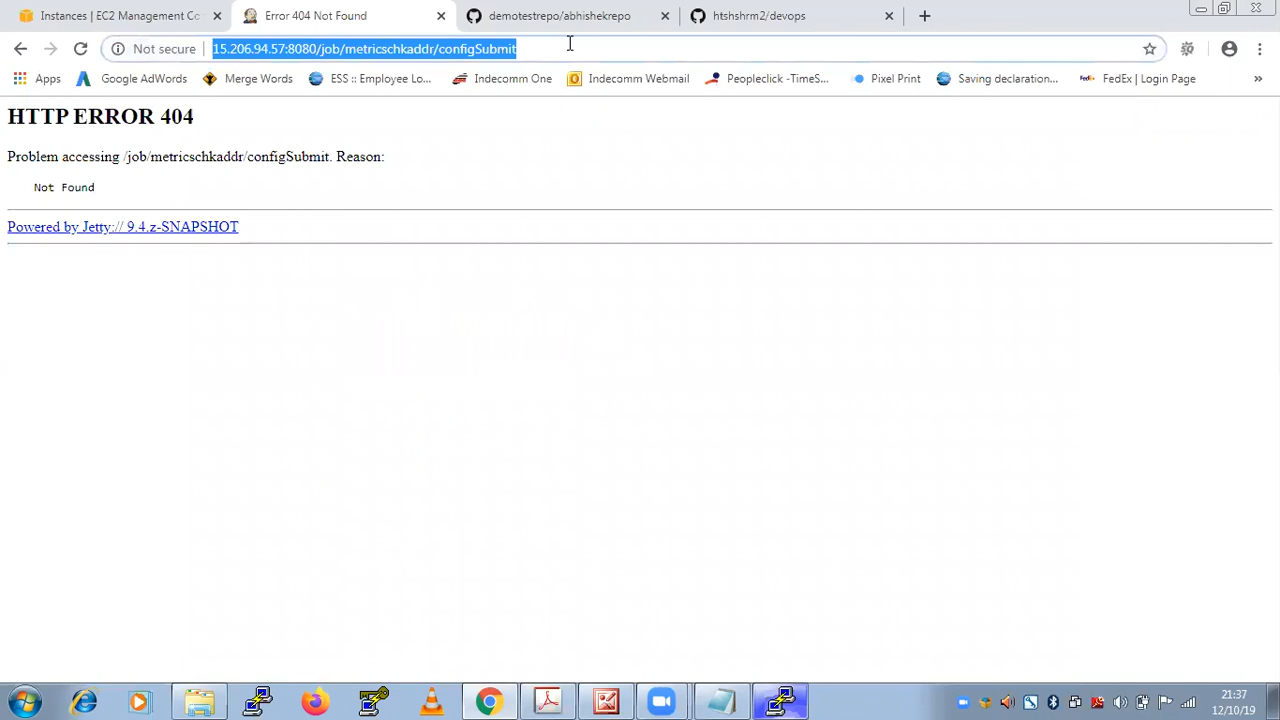 Instances | EC2 Management Co
Error 404 Not Found
demotestrepo/abhishekrepo
htshshrm2/devops
Not secure
15.206.94.57:8080/job/metricschkaddr/configSubmit
Apps
Google AdWords
Merge Words
ESS :: Employee Lo...
Indecomm One
Indecomm Webmail
Peopleclick -TimeS...
Pixel Print
Saving declaration...
FedEx
FedEx | Login Page
HTTP ERROR 404
Problem accessing /job/metricschkaddr/configSubmit. Reason:
Not Found
Powered by Jetty:// 9.4.z-SNAPSHOT
21:37
12/10/19